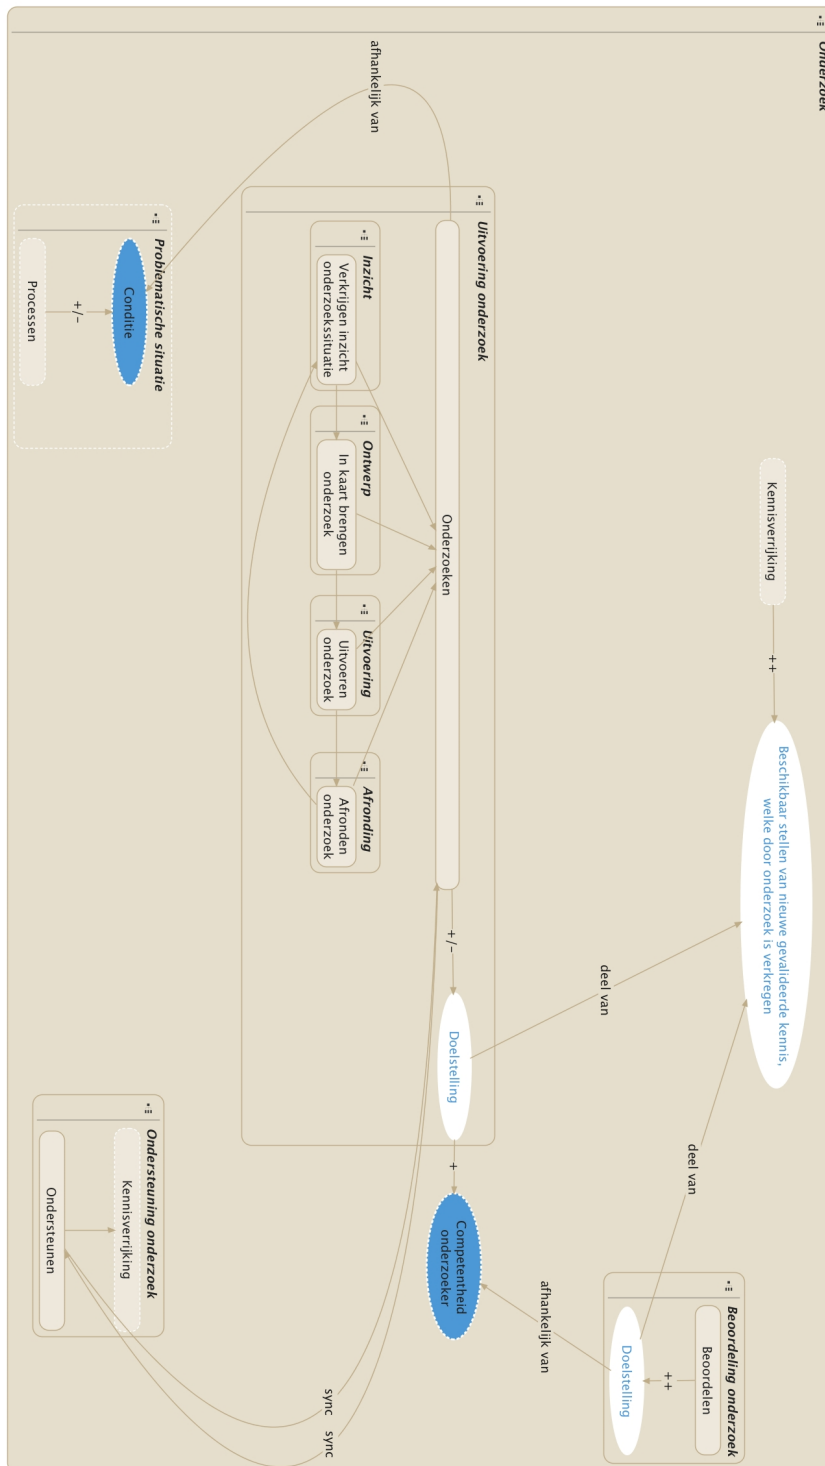 Onderzoek
Kennisverrijking
++
Beschikbaar stellen van nieuwe gevalideerde kennis,
welke door onderzoek is verkregen
deel van
deel van
Beoordeling onderzoek
Beoordelen
++
Doelstelling
afhankelijk van
Competentheid
onderzoeker
+
Uitvoering onderzoek
Onderzoeken
+/-
Doelstelling
Inzicht
Verkrijgen inzicht
onderzoekssituatie
Ontwerp
In kaart brengen
onderzoek
Uitvoering
Uitvoeren
onderzoek
Afronding
Afronden
onderzoek
afhankelijk van
Problematische situatie
Conditie
+/-
Processen
Ondersteuning onderzoek
Kennisverrijking
Ondersteunen
sync
sync